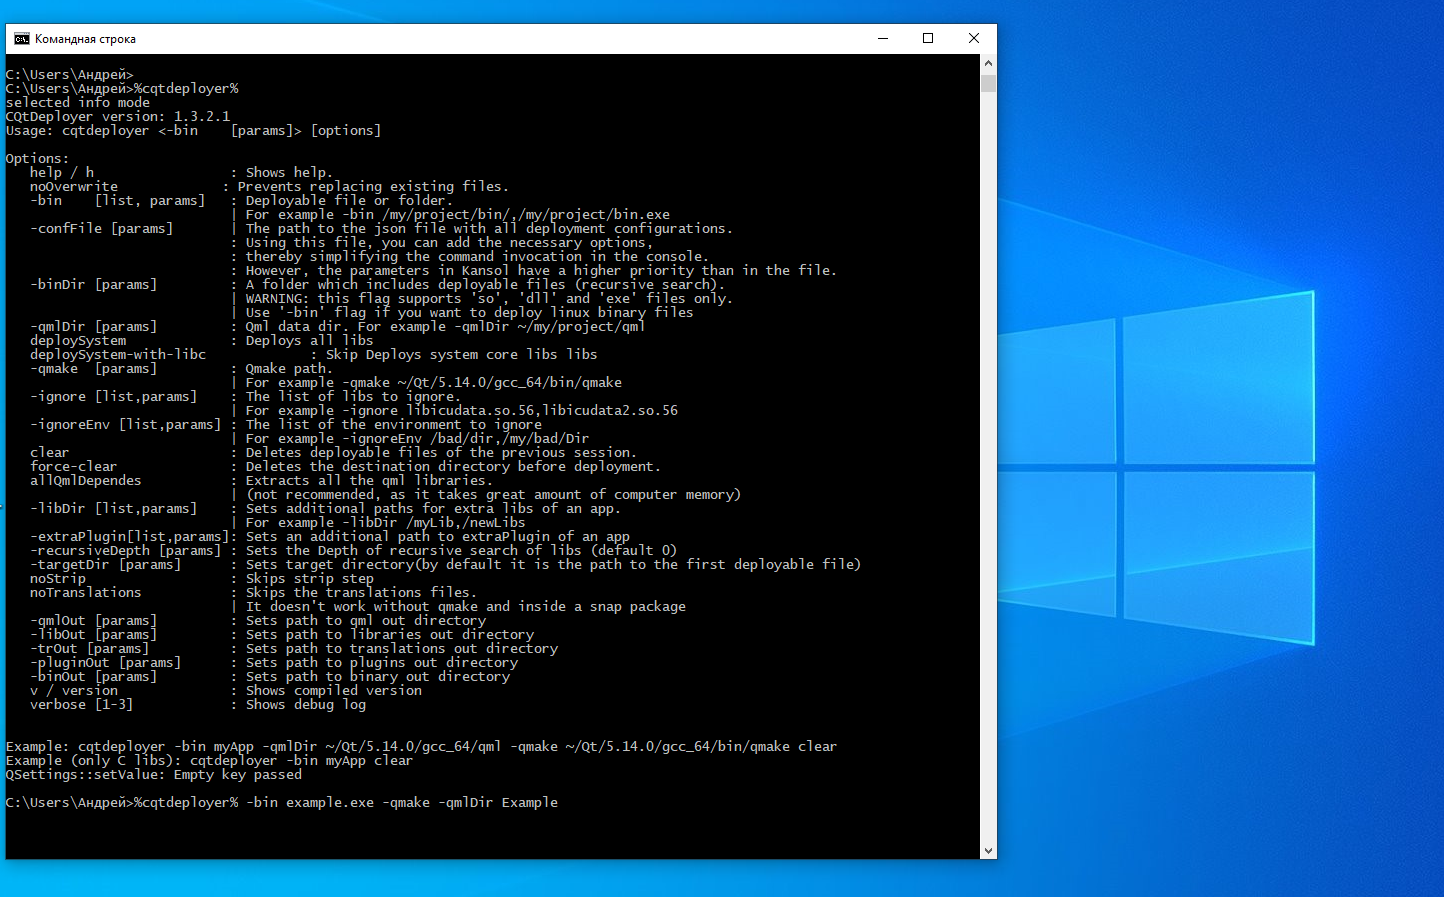 Командная строка
C:\Users\Андрей>
C:\Users\Андрей>%cqtdeployer%
selected info mode
CQtDeployer version: 1.3.2.1
Usage: cqtdeployer <-bin    [params]> [options]
Options:
help / h                 : Shows help.
noOverwrite             : Prevents replacing existing files.
-bin    [list, params]   : Deployable file or folder.
| For example -bin /my/project/bin/,/my/project/bin.exe
-confFile [params]       | The path to the json file with all deployment configurations.
: Using this file, you can add the necessary options,
: thereby simplifying the command invocation in the console.
: However, the parameters in Kansol have a higher priority than in the file.
-binDir [params]         : A folder which includes deployable files (recursive search).
| WARNING: this flag supports 'so', 'dll' and 'exe' files only.
| Use '-bin' flag if you want to deploy linux binary files
-qmlDir [params]         : Qml data dir. For example -qmlDir ~/my/project/qml
deploySystem             : Deploys all libs
deploySystem-with-libc             : Skip Deploys system core libs libs
-qmake  [params]         : Qmake path.
| For example -qmake ~/Qt/5.14.0/gcc_64/bin/qmake
-ignore [list,params]    : The list of libs to ignore.
| For example -ignore libicudata.so.56,libicudata2.so.56
-ignoreEnv [list,params] : The list of the environment to ignore
| For example -ignoreEnv /bad/dir,/my/bad/Dir
clear                    : Deletes deployable files of the previous session.
force-clear              : Deletes the destination directory before deployment.
allQmlDependes           : Extracts all the qml libraries.
| (not recommended, as it takes great amount of computer memory)
-libDir [list,params]    : Sets additional paths for extra libs of an app.
| For example -libDir /myLib,/newLibs
-extraPlugin[list,params]: Sets an additional path to extraPlugin of an app
-recursiveDepth [params] : Sets the Depth of recursive search of libs (default 0)
-targetDir [params]      : Sets target directory(by default it is the path to the first deployable file)
noStrip                  : Skips strip step
noTranslations           : Skips the translations files.
| It doesn't work without qmake and inside a snap package
-qmlOut [params]         : Sets path to qml out directory
-libOut [params]         : Sets path to libraries out directory
-trOut [params]          : Sets path to translations out directory
-pluginOut [params]      : Sets path to plugins out directory
-binOut [params]         : Sets path to binary out directory
v / version              : Shows compiled version
verbose [1-3]            : Shows debug log
Example: cqtdeployer -bin myApp -qmlDir ~/Qt/5.14.0/gcc_64/qml -qmake ~/Qt/5.14.0/gcc_64/bin/qmake clear
Example (only C libs): cqtdeployer -bin myApp clear
QSettings::setValue: Empty key passed
C:\Users\Андрей>%cqtdeployer% -bin example.exe -qmake -qmlDir Example